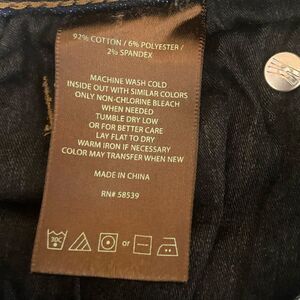 92% COTTON / 6% POLYESTER /
2% SPANDEX
MACHINE WASH COLD
INSIDE OUT WITH SIMILAR COLORS
ONLY NON-CHLORINE BLEACH
WHEN NEEDED
TUMBLE DRY LOW
OR FOR BETTER CARE
LAY FLAT TO DRY
WARM IRON IF NECESSARY
COLOR MAY TRANSFER WHEN NEW
MADE IN CHINA
RN# 58539
30C or